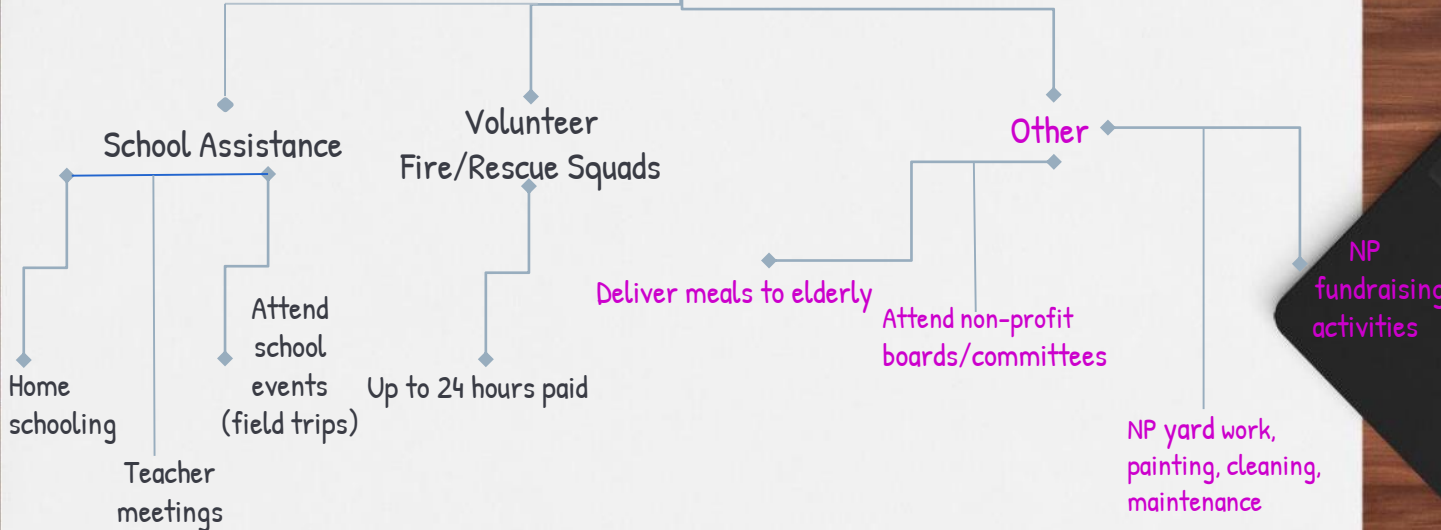 School Assistance
Home
schooling
Teacher
meetings
Attend
school
events
(field trips)
Volunteer
Fire/Rescue Squads
Up to 24 hours paid
Other
Deliver meals to elderly
Attend non-profit
boards/committees
NP yard work,
painting, cleaning,
maintenance
NP
fundraising
activities